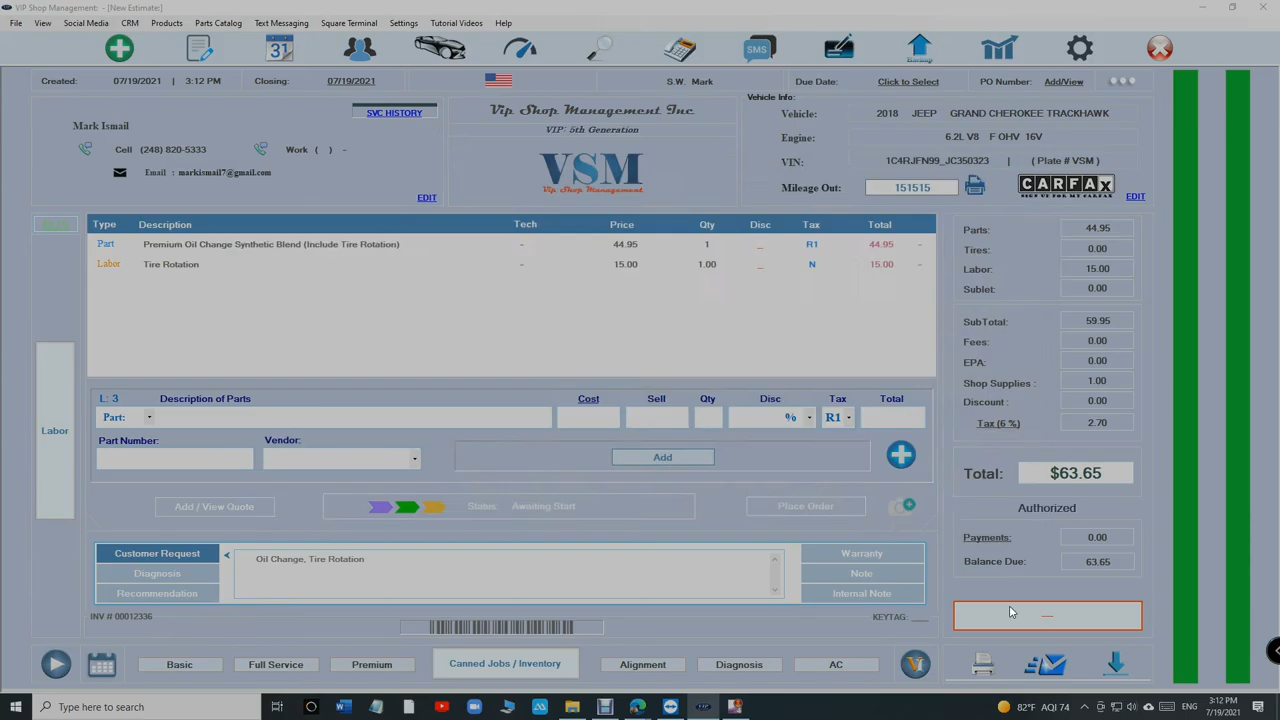 VIP Shop Management: - [New Estimate:]
File View Social Media CRM Products Parts Catalog Text Messaging Square Terminal Settings Tutorial Videos Help
31 SMS Backup
Created: 07/19/2021 | 3:12 PM Closing: 07/19/2021 S.W. Mark Due Date: Click to Select PO Number: Add/View
SVC HISTORY
Mark Ismail
Cell (248) 820-5333 Work ( ) -
Email : markismail7@gmail.com
EDIT
Vip Shop Management Inc
VIP: 5th Generation
VSM
Vip. Shop. Management.
Vehicle Info:
Vehicle: 2018 JEEP GRAND CHEROKEE TRACKHAWK
Engine: 6.2L V8 F OHV 16V
VIN: 1C4RJFN99_JC350323 | ( Plate # VSM )
Mileage Out: 151515 CARFAX
SIGN UP FOR MY CARFAX
EDIT
Type Description Tech Price Qty Disc Tax Total
Part Premium Oil Change Synthetic Blend (Include Tire Rotation) - 44.95 1 _ R1 44.95 -
Labor Tire Rotation - 15.00 1.00 _ N 15.00 -
Labor
L: 3 Description of Parts Cost Sell Qty Disc Tax Total
Part: % R1
Part Number: Vendor:
Add
Add / View Quote Status: Awaiting Start Place Order
Customer Request < Oil Change, Tire Rotation Warranty
Diagnosis Note
Recommendation Internal Note
INV # 00012336 KEYTAG: ____
Parts: 44.95
Tires: 0.00
Labor: 15.00
Sublet: 0.00
SubTotal: 59.95
Fees: 0.00
EPA: 0.00
Shop Supplies : 1.00
Discount: 0.00
Tax (6 %) 2.70
Total: $63.65
Authorized
Payments: 0.00
Balance Due: 63.65
Basic Full Service Premium Canned Jobs / Inventory Alignment Diagnosis AC
Type here to search
82°F AQI 74 ENG 3:12 PM
7/19/2021